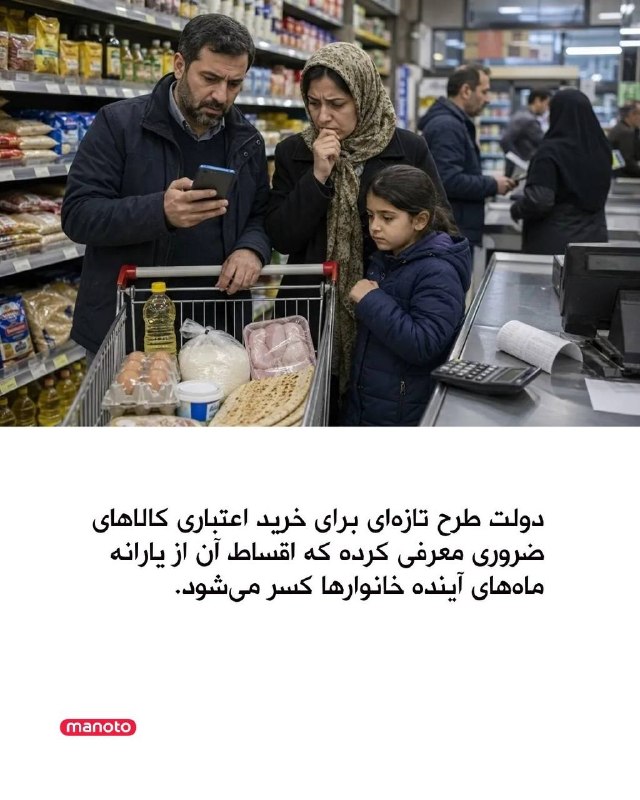 دولت طرح تازه‌ای برای خرید اعتباری کالاهای
ضروری معرفی کرده که اقساط آن از یارانه
ماه‌های آینده خانوارها کسر می‌شود.
manoto